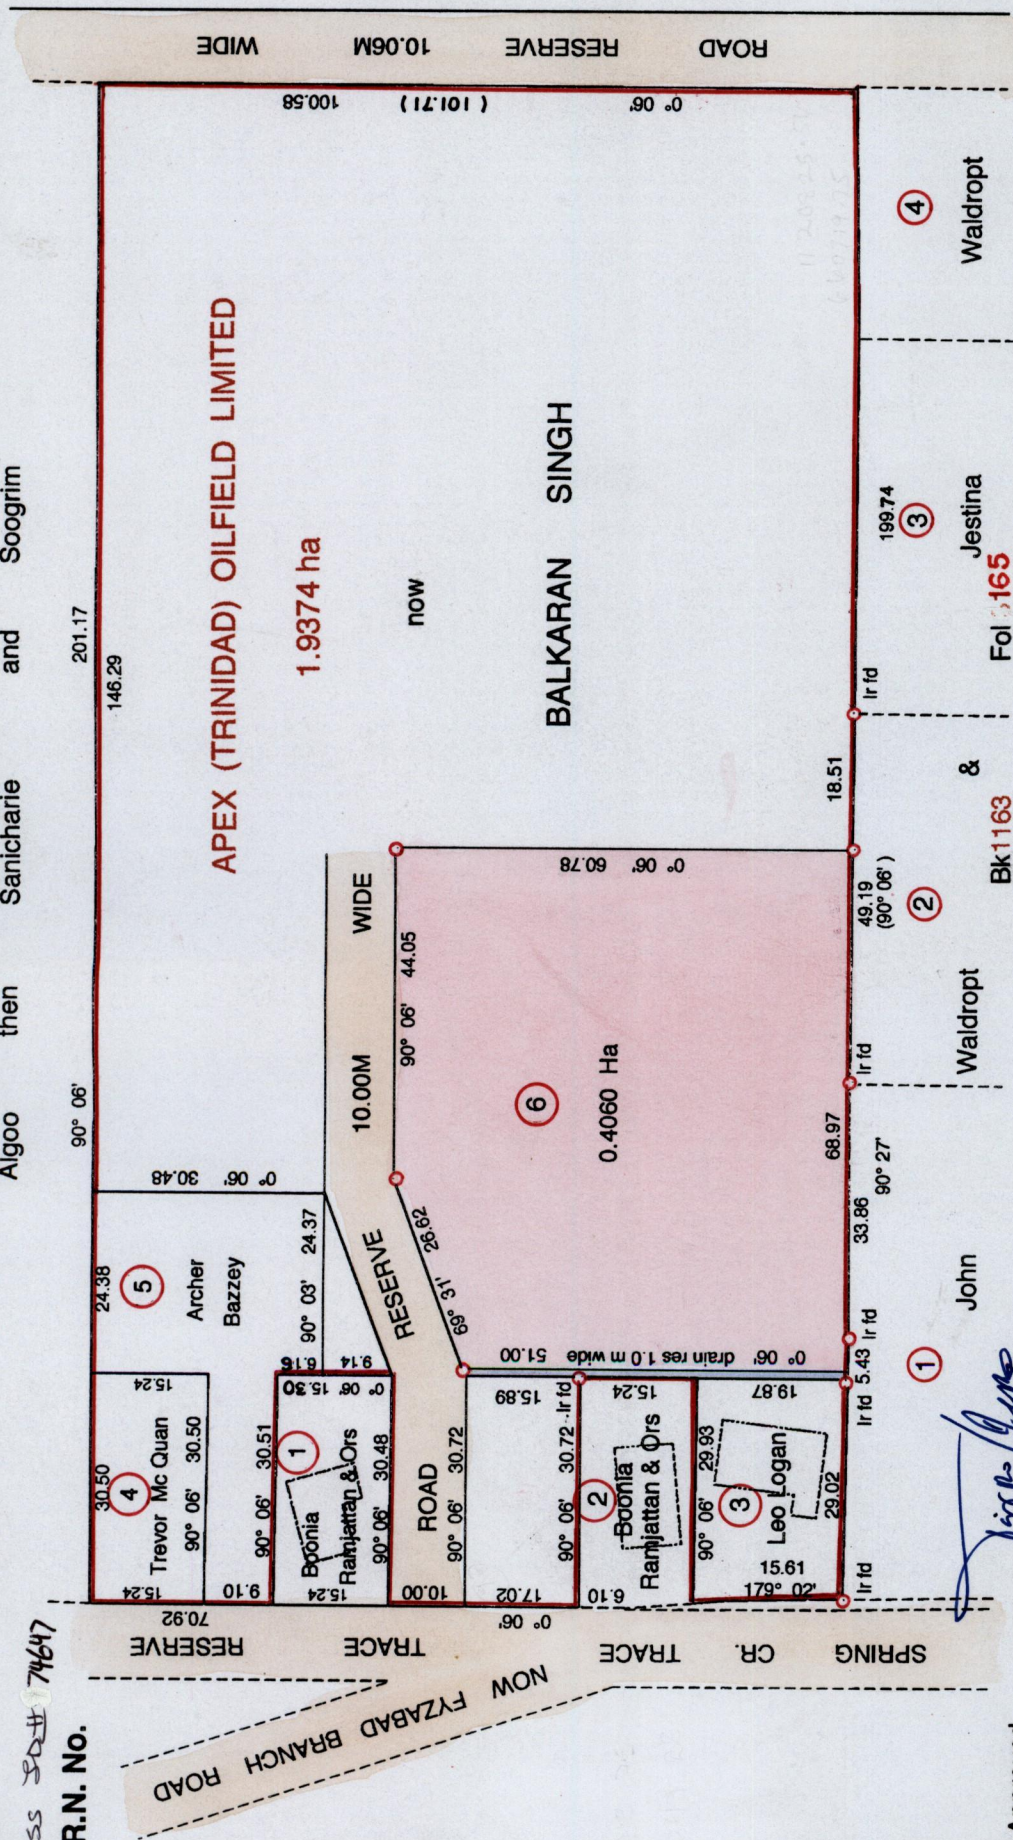 Algoo then Sanicharie and Soogrim
ss 74647
R.N. No.
90° 06' 201.17
146.29
ROAD RESERVE 10.06M WIDE
0° 06' (101.71) 100.58
APEX (TRINIDAD) OILFIELD LIMITED
1.9374 ha
now
BALKARAN SINGH
30.50
4
Trevor Mc Quan
90° 06' 30.50
15.24
15.24
24.38
5
Archer
Bazzey
90° 03' 24.37
0° 06' 30.48
70.92
9.10
90° 06' 30.51
6.16
1
Boonia
Ramjattan & Ors
90° 06' 30.48
15.24
0° 06' 15.30
9.14
ROAD RESERVE 10.00M WIDE
10.00
90° 06' 30.72
69° 31' 26.62
90° 06' 44.05
17.02
0° 06'
15.89
90° 06' 30.72 Ir fd
2
Boonia
Ramjattan & Ors
6.10
15.24
90° 06' 29.93
3
Leo Logan
15.61
179° 02'
29.02
19.87
0° 06' drain res 1.0 m wide 51.00
6
0.4060 Ha
0° 06' 60.78
68.97
18.51
Ir fd
Ir fd 5.43 Ir fd
33.86
90° 27'
Ir fd
49.19
(90° 06')
Ir fd
199.74
1
2
3
4
John Waldropt & Jestina Waldropt
Bk1163 Fol 165
SPRING CR. TRACE TRACE RESERVE
NOW FYZABAD BRANCH ROAD